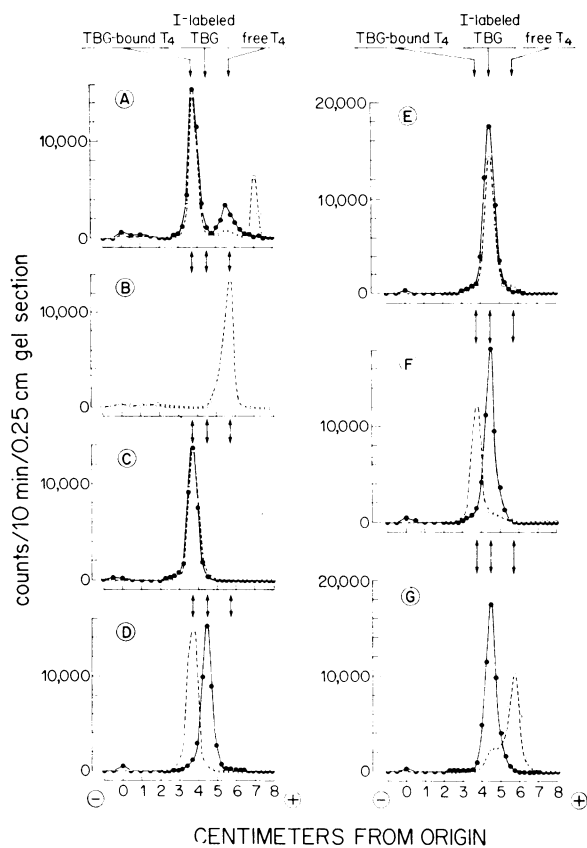 I-labeled
TBG-bound T4 TBG free T4
A
10,000
0
B
10,000
0
C
10,000
0
D
10,000
0
⊖ 0 1 2 3 4 5 6 7 8 ⊕
I-labeled
TBG-bound T4 TBG free T4
E
20,000
10,000
0
F
10,000
0
G
20,000
10,000
0
⊖ 0 1 2 3 4 5 6 7 8 ⊕
counts/10 min/0.25 cm gel section
CENTIMETERS FROM ORIGIN